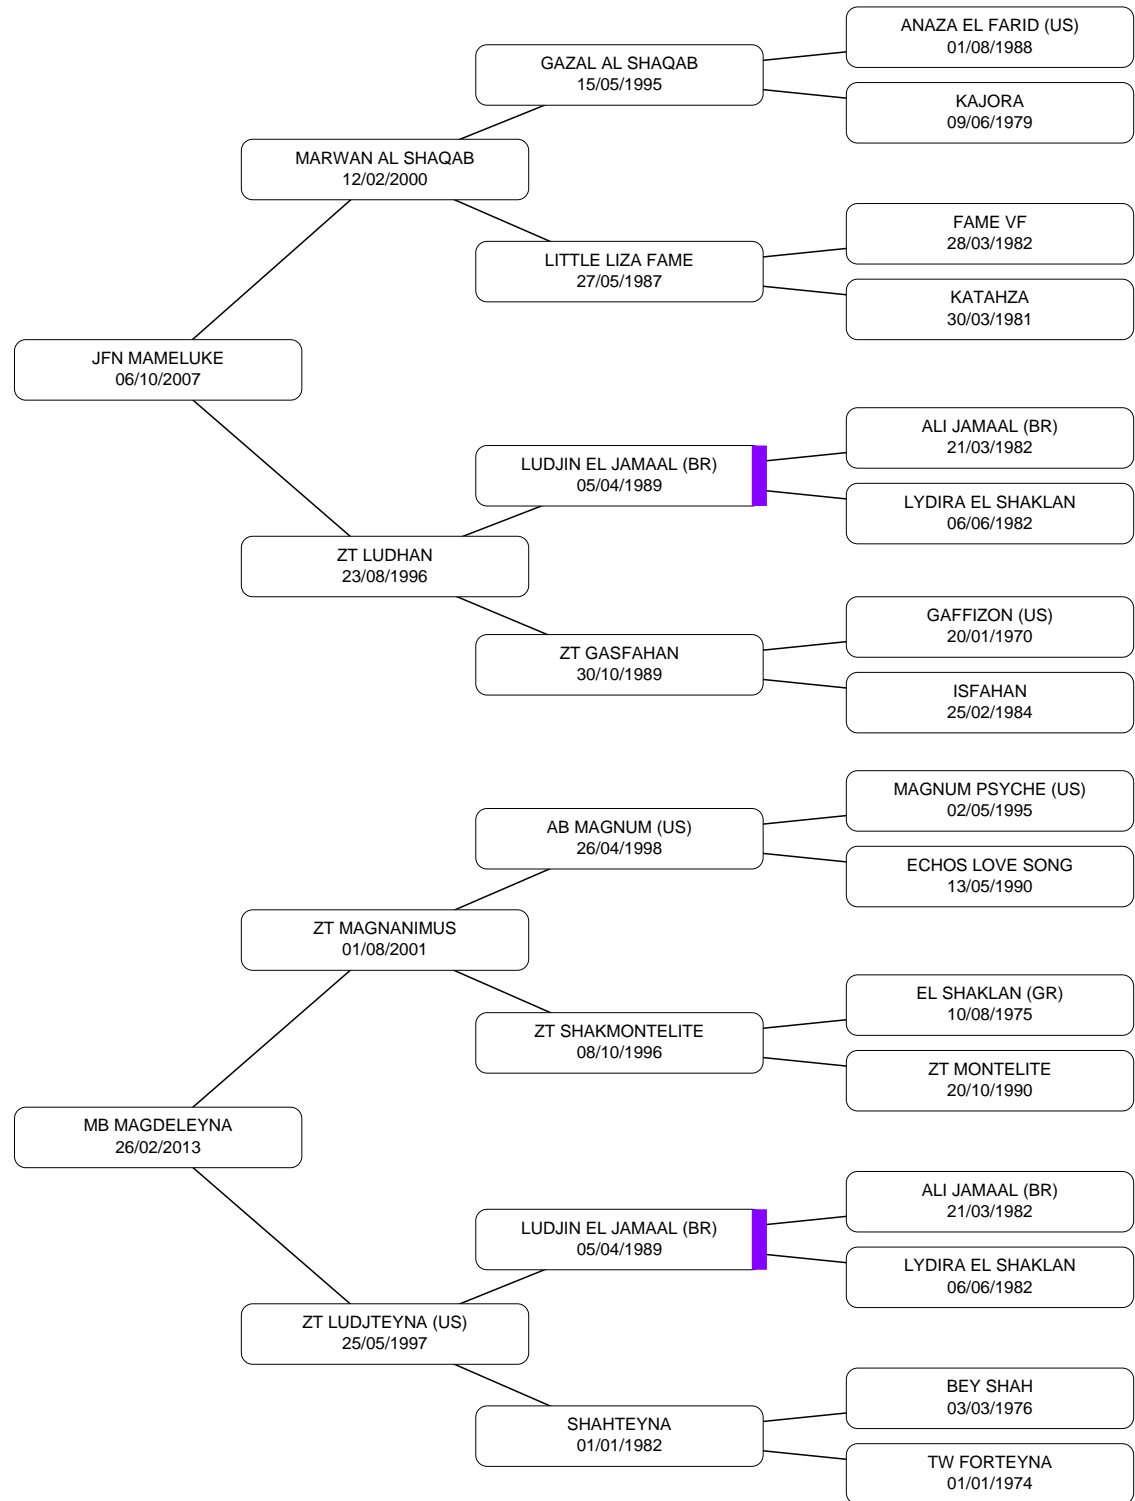 ANAZA EL FARID (US)
01/08/1988
GAZAL AL SHAQAB
15/05/1995
KAJORA
09/06/1979
MARWAN AL SHAQAB
12/02/2000
FAME VF
28/03/1982
LITTLE LIZA FAME
27/05/1987
KATAHZA
30/03/1981
JFN MAMELUKE
06/10/2007
ALI JAMAAL (BR)
21/03/1982
LUDJIN EL JAMAAL (BR)
05/04/1989
LYDIRA EL SHAKLAN
06/06/1982
ZT LUDHAN
23/08/1996
GAFFIZON (US)
20/01/1970
ZT GASFAHAN
30/10/1989
ISFAHAN
25/02/1984
MAGNUM PSYCHE (US)
02/05/1995
AB MAGNUM (US)
26/04/1998
ECHOS LOVE SONG
13/05/1990
ZT MAGNANIMUS
01/08/2001
EL SHAKLAN (GR)
10/08/1975
ZT SHAKMONTELITE
08/10/1996
ZT MONTELITE
20/10/1990
MB MAGDELEYNA
26/02/2013
ALI JAMAAL (BR)
21/03/1982
LUDJIN EL JAMAAL (BR)
05/04/1989
LYDIRA EL SHAKLAN
06/06/1982
ZT LUDJTEYNA (US)
25/05/1997
BEY SHAH
03/03/1976
SHAHTEYNA
01/01/1982
TW FORTEYNA
01/01/1974